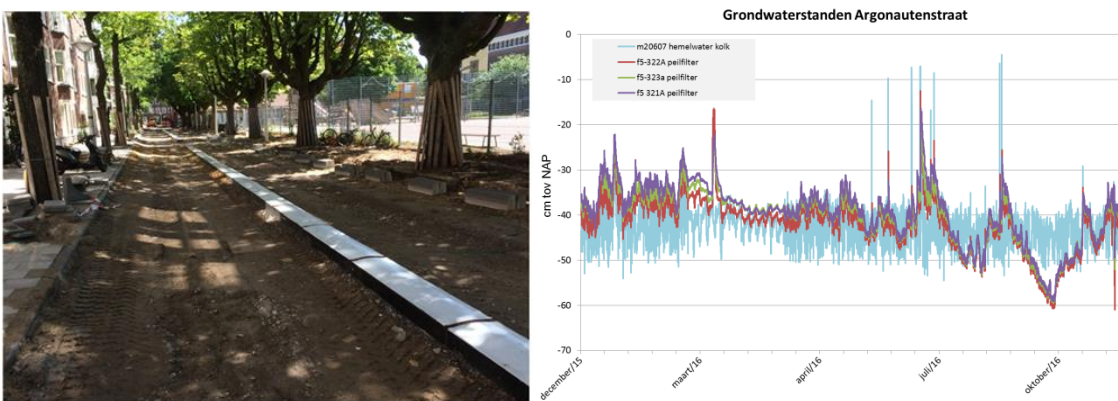 Grondwaterstanden Argonautenstraat
0
-10
-20
-30
-40
-50
-60
-70
cm tov NAP
m20607 hemelwater kolk
f5-322A peilfilter
f5-323a peilfilter
f5 321A peilfilter
december/15
maart/16
april/16
juli/16
oktober/16